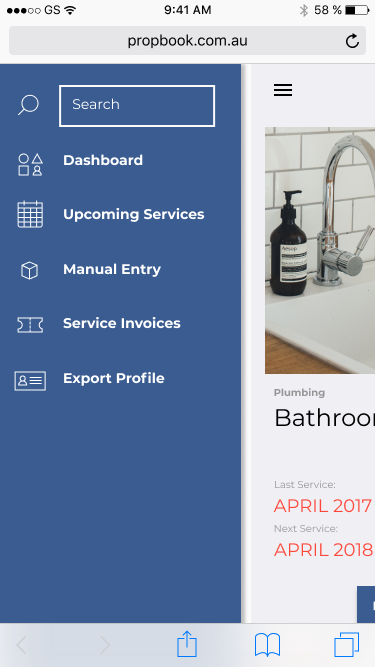 GS 9:41 AM 58 %
propbook.com.au
Search
Dashboard
Upcoming Services
Manual Entry
Service Invoices
Export Profile
Aesop
Plumbing
Bathroo
Last Service:
APRIL 2017
Next Service:
APRIL 2018